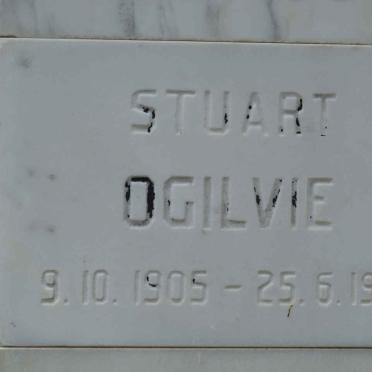 STUART
OGILVIE
9. 10. 1905 - 25. 6. 19